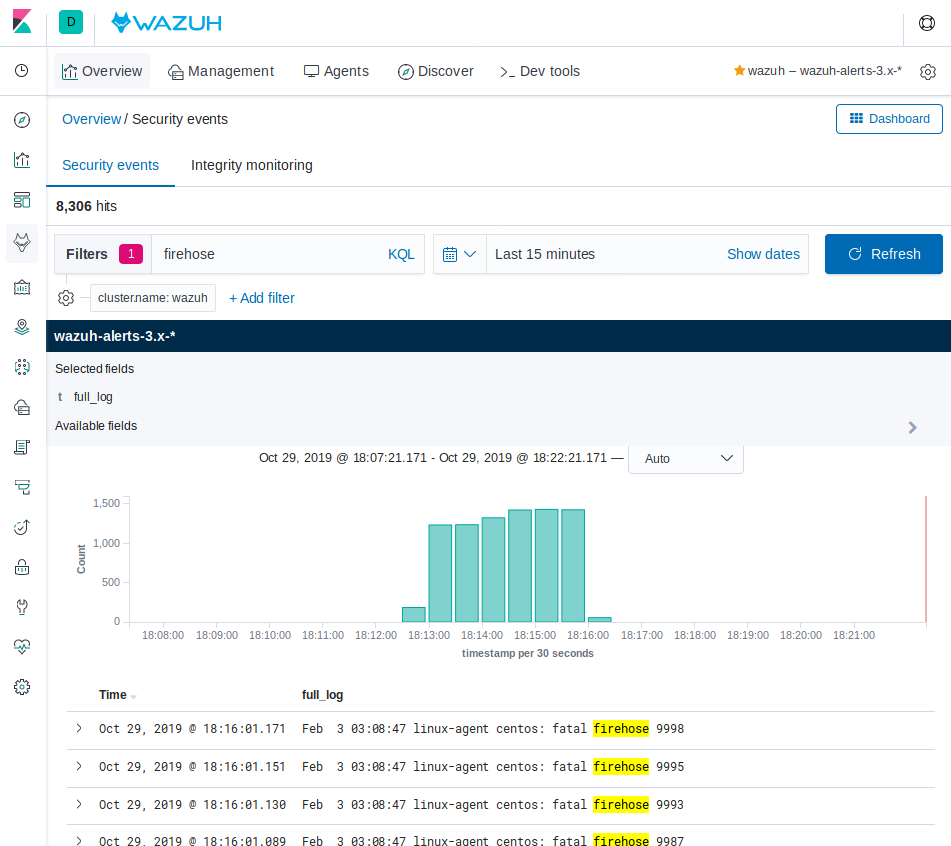 D WAZUH
Overview Management Agents Discover >_ Dev tools wazuh – wazuh-alerts-3.x-*
Overview / Security events Dashboard
Security events Integrity monitoring
8,306 hits
Filters 1 firehose KQL Last 15 minutes Show dates Refresh
cluster.name: wazuh + Add filter
wazuh-alerts-3.x-*
Selected fields
t full_log
Available fields
Oct 29, 2019 @ 18:07:21.171 - Oct 29, 2019 @ 18:22:21.171 — Auto
1,500
1,000
500
0
Count
18:08:00 18:09:00 18:10:00 18:11:00 18:12:00 18:13:00 18:14:00 18:15:00 18:16:00 18:17:00 18:18:00 18:19:00 18:20:00 18:21:00
timestamp per 30 seconds
Time full_log
Oct 29, 2019 @ 18:16:01.171 Feb 3 03:08:47 linux-agent centos: fatal firehose 9998
Oct 29, 2019 @ 18:16:01.151 Feb 3 03:08:47 linux-agent centos: fatal firehose 9995
Oct 29, 2019 @ 18:16:01.130 Feb 3 03:08:47 linux-agent centos: fatal firehose 9993
Oct 29, 2019 @ 18:16:01.089 Feb 3 03:08:47 linux-agent centos: fatal firehose 9987